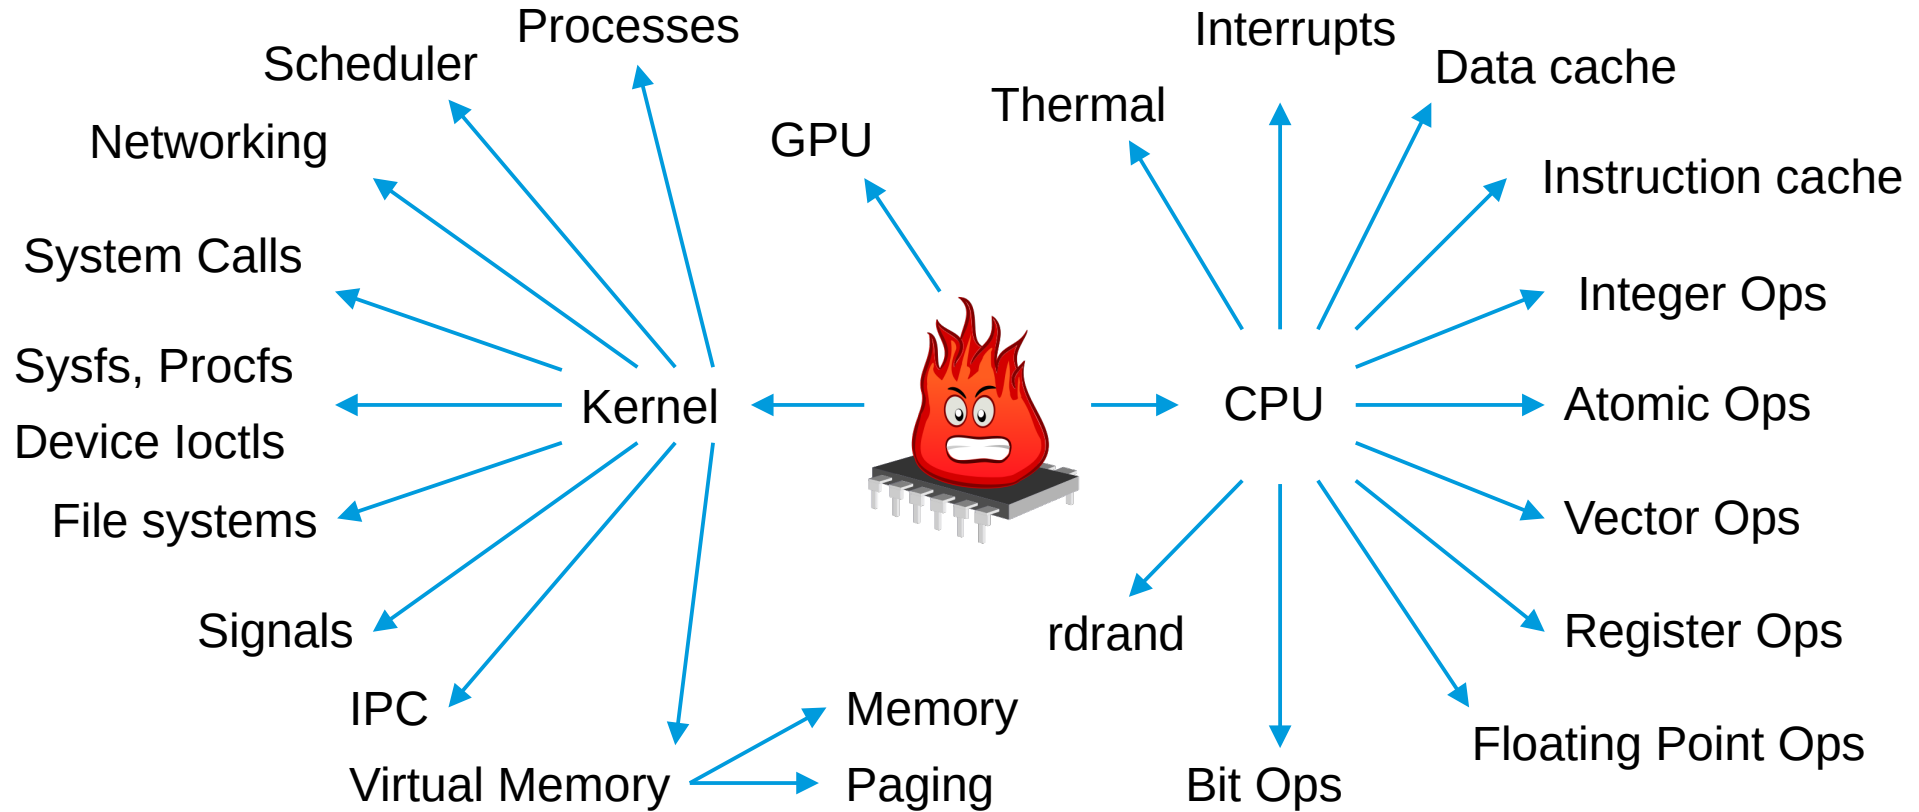 Processes
Interrupts
Scheduler
Data cache
Thermal
Networking
GPU
Instruction cache
System Calls
Integer Ops
Sysfs, Procfs
Kernel
CPU
Atomic Ops
Device Ioctls
File systems
Vector Ops
Signals
rdrand
Register Ops
IPC
Memory
Floating Point Ops
Virtual Memory
Paging
Bit Ops